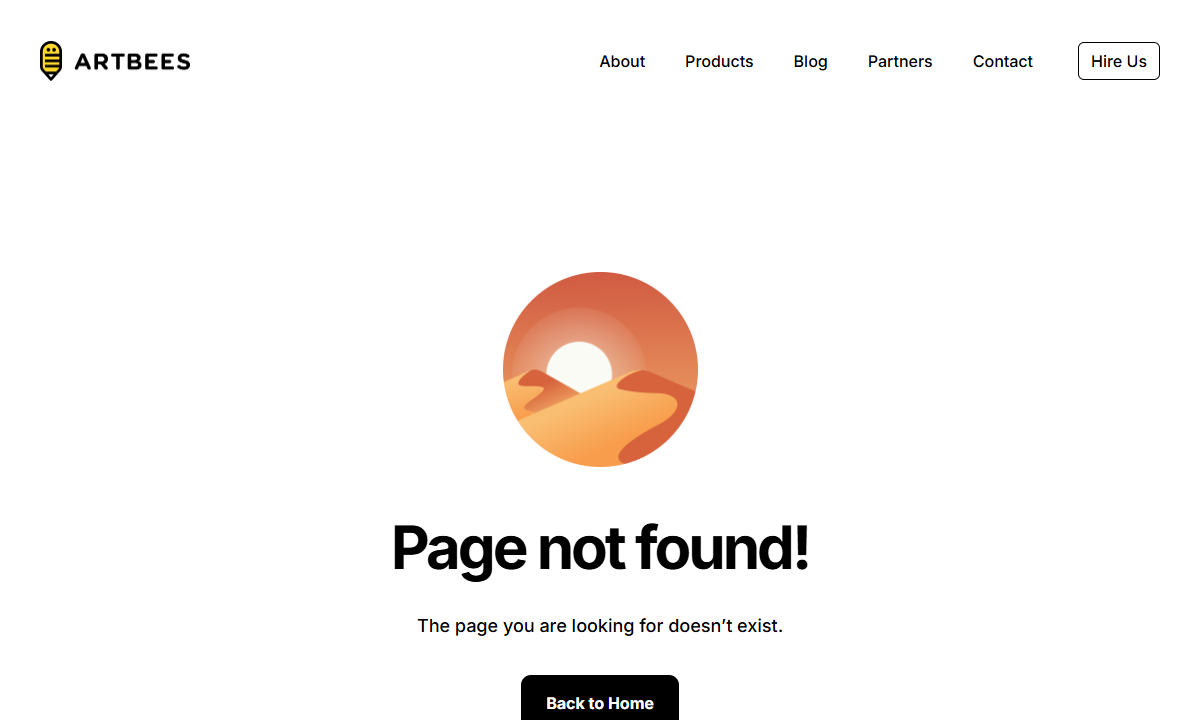 ARTBEES
About
Products
Blog
Partners
Contact
Hire Us
Page not found!
The page you are looking for doesn’t exist.
Back to Home